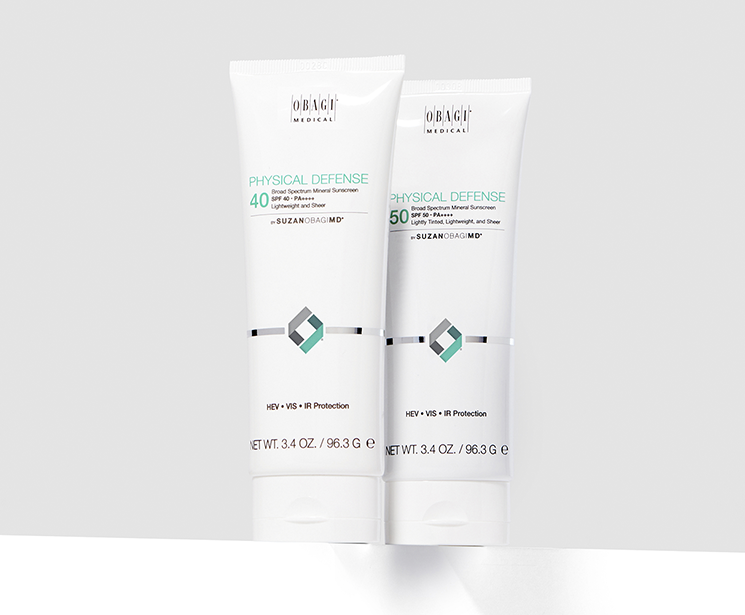 OBAGI
MEDICAL
PHYSICAL DEFENSE
40
Broad Spectrum Mineral Sunscreen
SPF 40 • PA++++
Lightweight and Sheer
BY SUZANOBAGIMD®
HEV • VIS • IR Protection
NET WT. 3.4 OZ. / 96.3 G ℮
OBAGI
MEDICAL
PHYSICAL DEFENSE
50
Broad Spectrum Mineral Sunscreen
SPF 50 • PA++++
Lightly Tinted, Lightweight, and Sheer
BY SUZANOBAGIMD®
HEV • VIS • IR Protection
NET WT. 3.4 OZ. / 96.3 G ℮